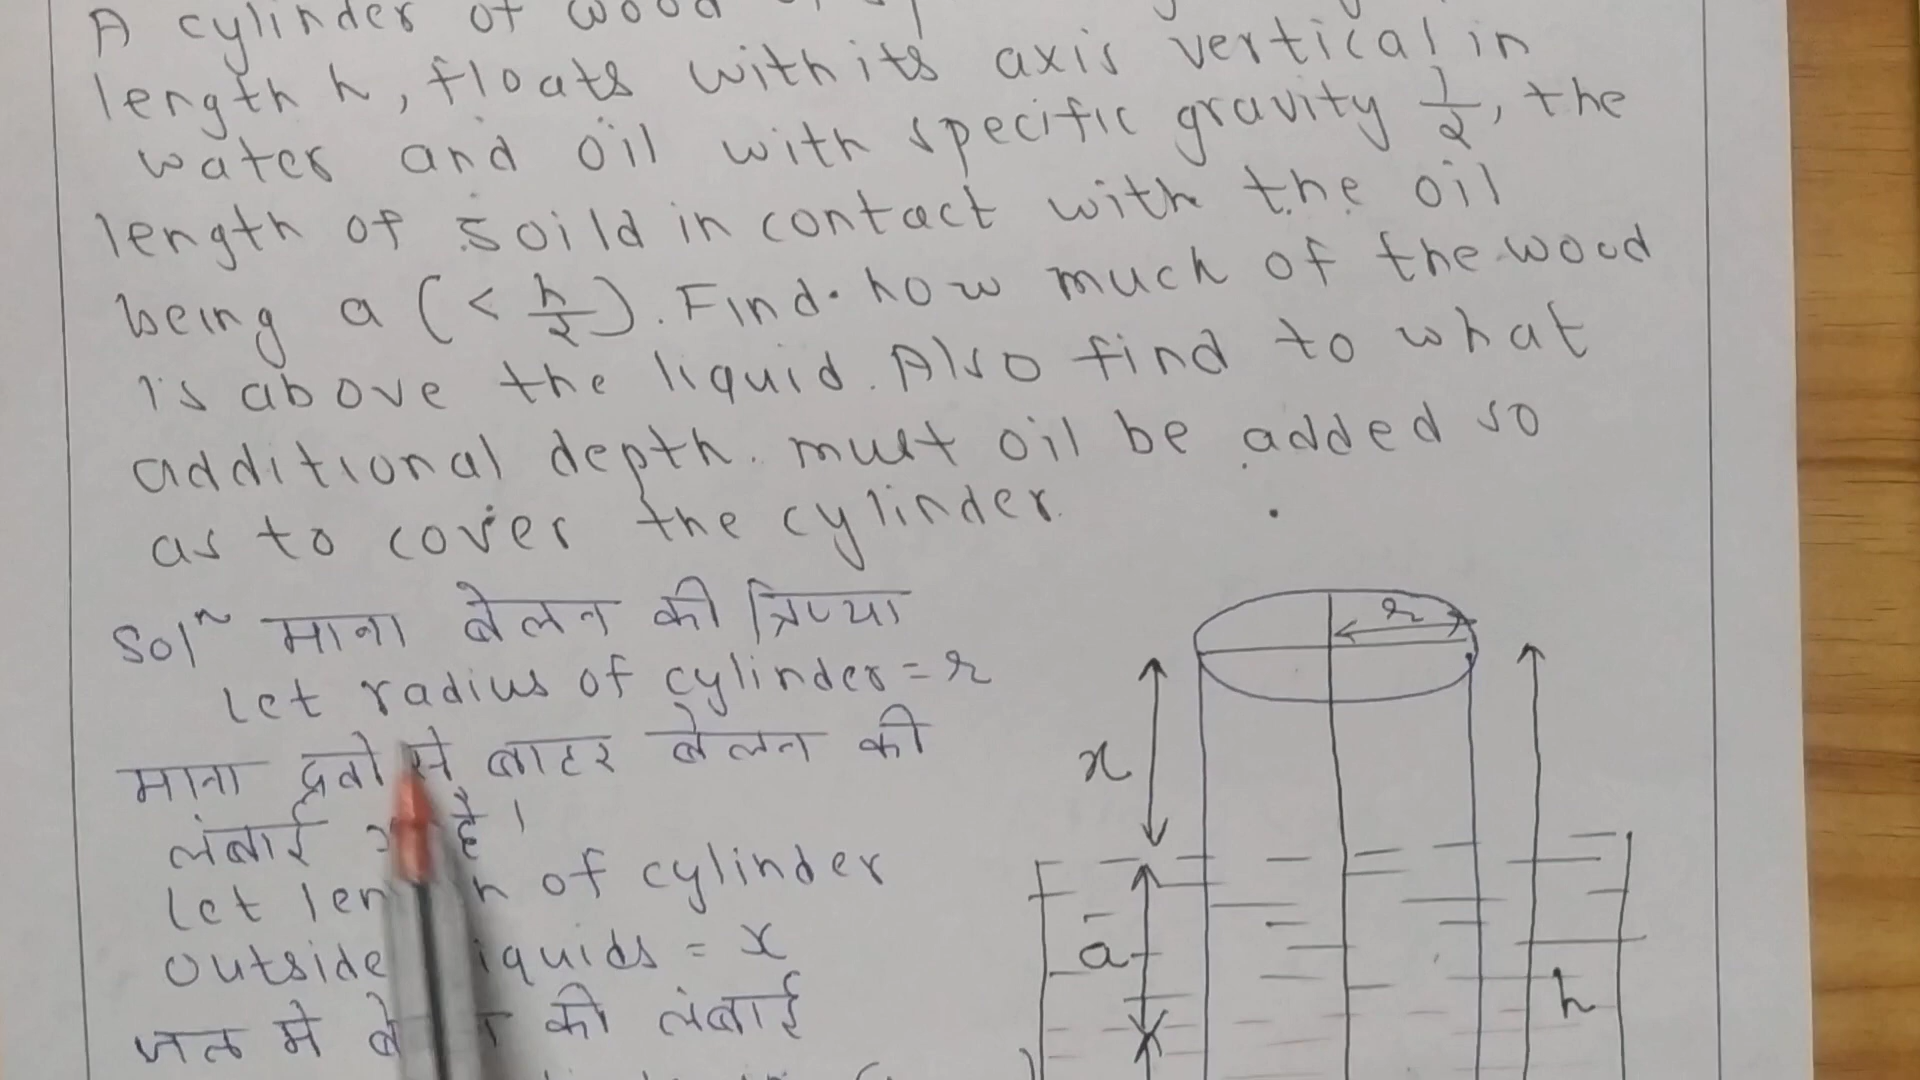 A cylinder of wood
length h, floats with its axis vertical in
water and oil with specific gravity 1/2, the
length of soild in contact with the oil
being a (< h/2). Find how much of the wood
is above the liquid. Also find to what
additional depth. must oil be added so
as to cover the cylinder.
Solⁿ माना बेलन की त्रिज्या
Let radius of cylinder = r
माना द्रवो से बाहर बेलन की
लंबाई है।
Let of cylinder
outside = x
जल मे की लंबाई
r
x
a
h